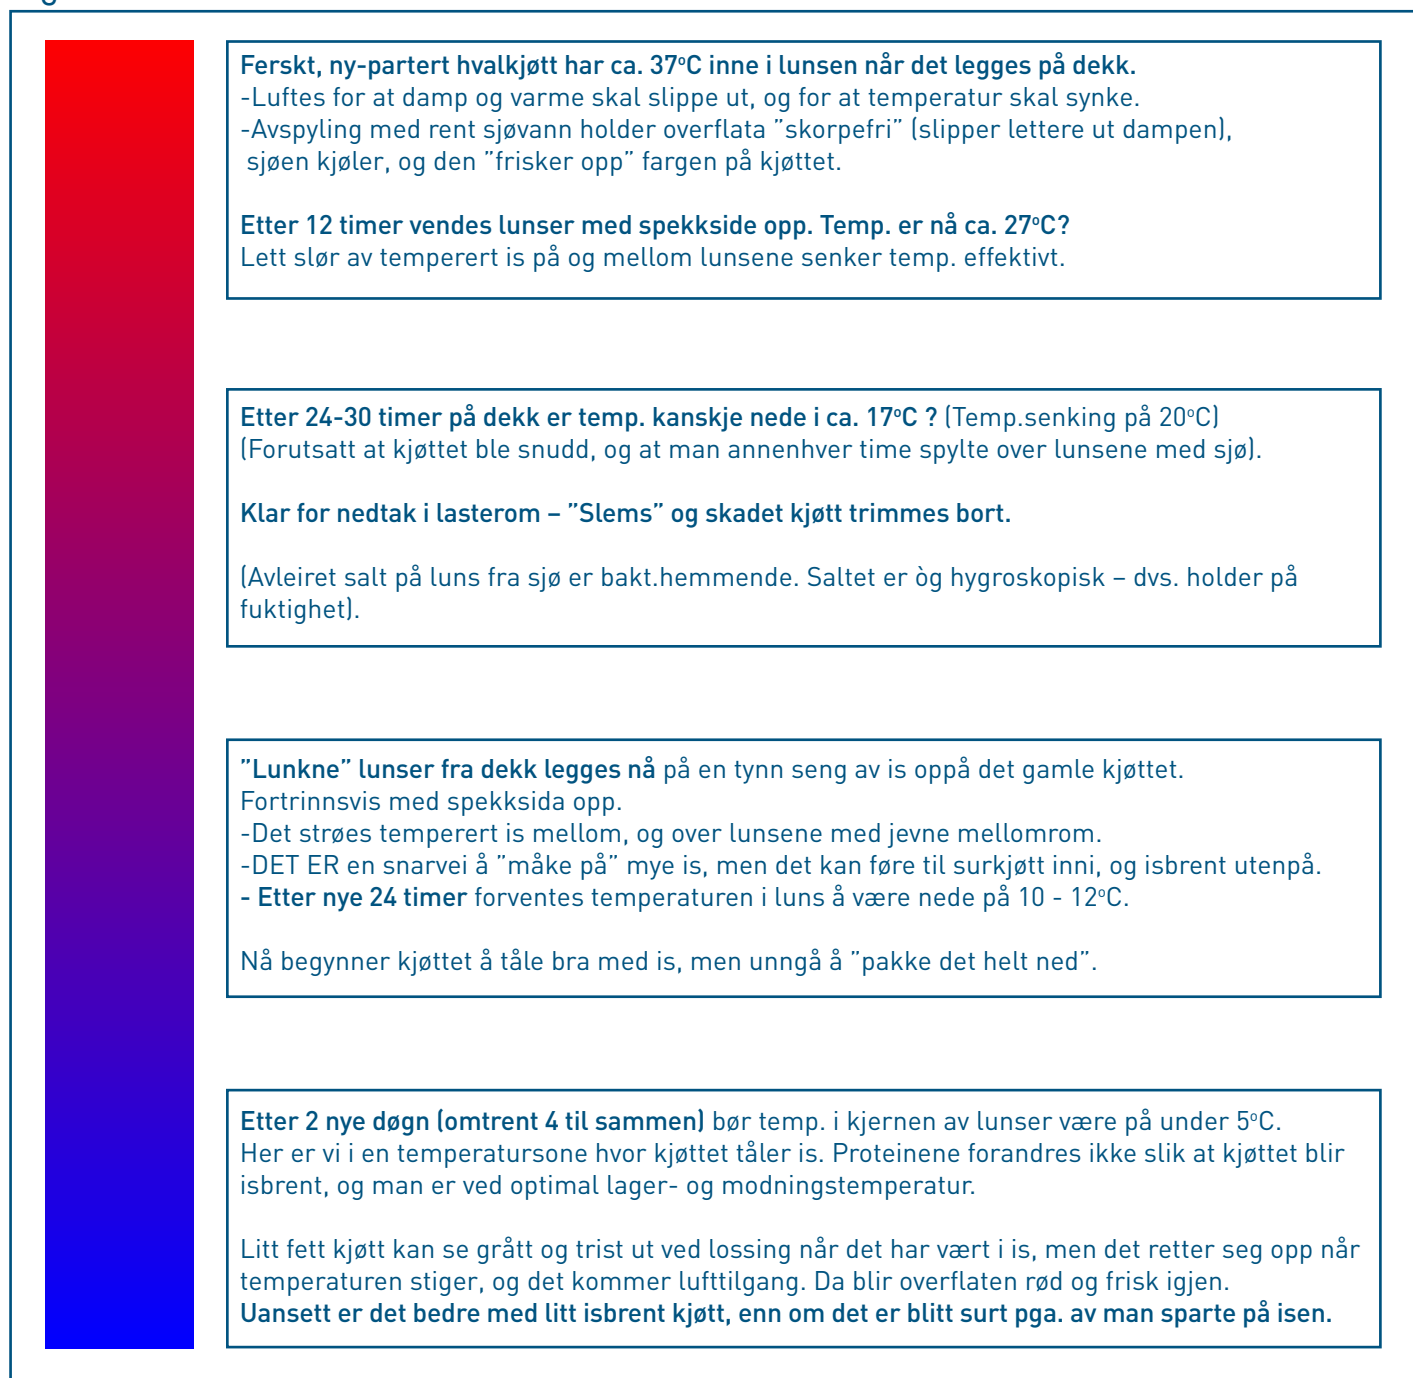 Ferskt, ny-partert hvalkjøtt har ca. 37ºC inne i lunsen når det legges på dekk.
-Luftes for at damp og varme skal slippe ut, og for at temperatur skal synke.
-Avspyling med rent sjøvann holder overflata ”skorpefri” (slipper lettere ut dampen),
sjøen kjøler, og den ”frisker opp” fargen på kjøttet.
Etter 12 timer vendes lunser med spekkside opp. Temp. er nå ca. 27ºC?
Lett slør av temperert is på og mellom lunsene senker temp. effektivt.
Etter 24-30 timer på dekk er temp. kanskje nede i ca. 17ºC ? (Temp.senking på 20ºC)
(Forutsatt at kjøttet ble snudd, og at man annenhver time spylte over lunsene med sjø).
Klar for nedtak i lasterom – ”Slems” og skadet kjøtt trimmes bort.
(Avleiret salt på luns fra sjø er bakt.hemmende. Saltet er òg hygroskopisk – dvs. holder på
fuktighet).
”Lunkne” lunser fra dekk legges nå på en tynn seng av is oppå det gamle kjøttet.
Fortrinnsvis med spekksida opp.
-Det strøes temperert is mellom, og over lunsene med jevne mellomrom.
-DET ER en snarvei å ”måke på” mye is, men det kan føre til surkjøtt inni, og isbrent utenpå.
- Etter nye 24 timer forventes temperaturen i luns å være nede på 10 - 12ºC.
Nå begynner kjøttet å tåle bra med is, men unngå å ”pakke det helt ned”.
Etter 2 nye døgn (omtrent 4 til sammen) bør temp. i kjernen av lunser være på under 5ºC.
Her er vi i en temperatursone hvor kjøttet tåler is. Proteinene forandres ikke slik at kjøttet blir
isbrent, og man er ved optimal lager- og modningstemperatur.
Litt fett kjøtt kan se grått og trist ut ved lossing når det har vært i is, men det retter seg opp når
temperaturen stiger, og det kommer lufttilgang. Da blir overflaten rød og frisk igjen.
Uansett er det bedre med litt isbrent kjøtt, enn om det er blitt surt pga. av man sparte på isen.